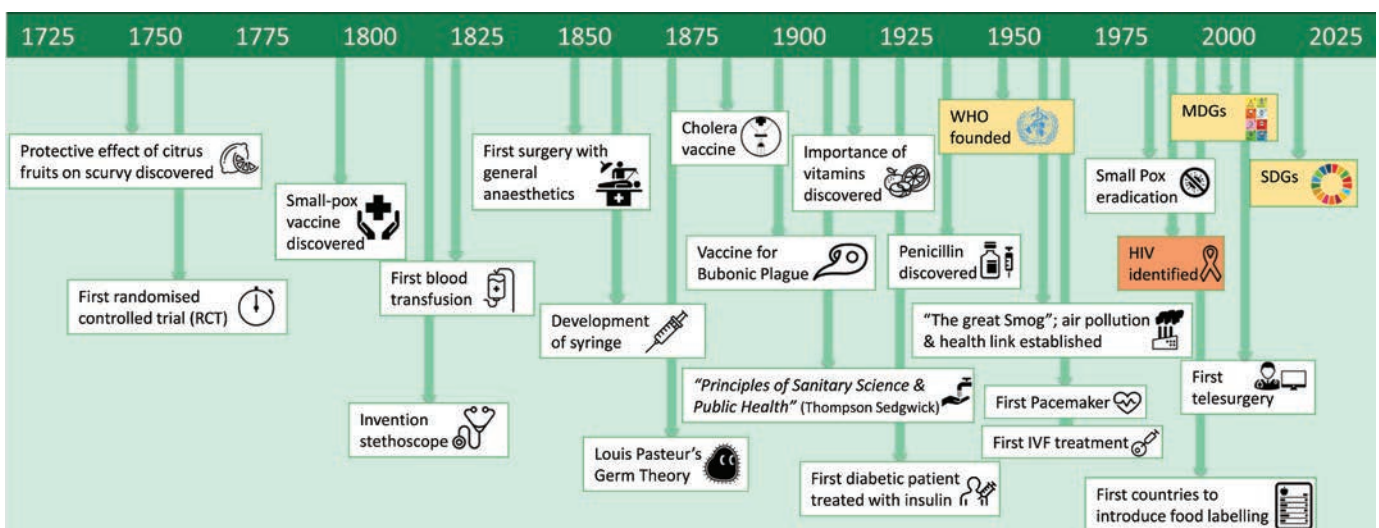 1725 1750 1775 1800 1825 1850 1875 1900 1925 1950 1975 2000 2025
Protective effect of citrus
fruits on scurvy discovered
First randomised
controlled trial (RCT)
Small-pox
vaccine
discovered
First blood
transfusion
Invention
stethoscope
First surgery with
general
anaesthetics
Development
of syringe
Louis Pasteur's
Germ Theory
Cholera
vaccine
Vaccine for
Bubonic Plague
"Principles of Sanitary Science &
Public Health" (Thompson Sedgwick)
Importance of
vitamins
discovered
First diabetic patient
treated with insulin
Penicillin
discovered
WHO
founded
"The great Smog"; air pollution
& health link established
First Pacemaker
First IVF treatment
Small Pox
eradication
HIV
identified
First countries to
introduce food labelling
MDGs
First
telesurgery
SDGs